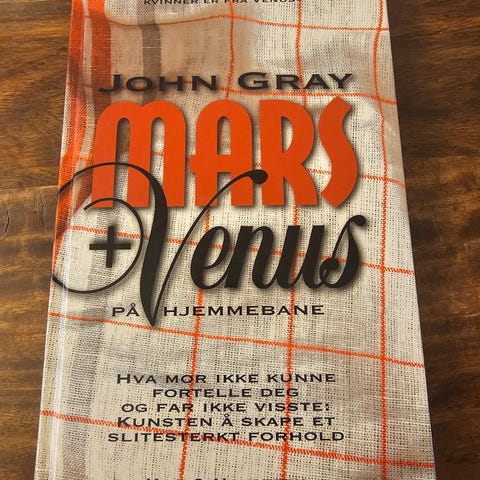 KVINNER ER FRA VENUS»
JOHN GRAY
MARS
+Venus
PÅ HJEMMEBANE
HVA MOR IKKE KUNNE
FORTELLE DEG
OG FAR IKKE VISSTE:
KUNSTEN Å SKAPE ET
SLITESTERKT FORHOLD